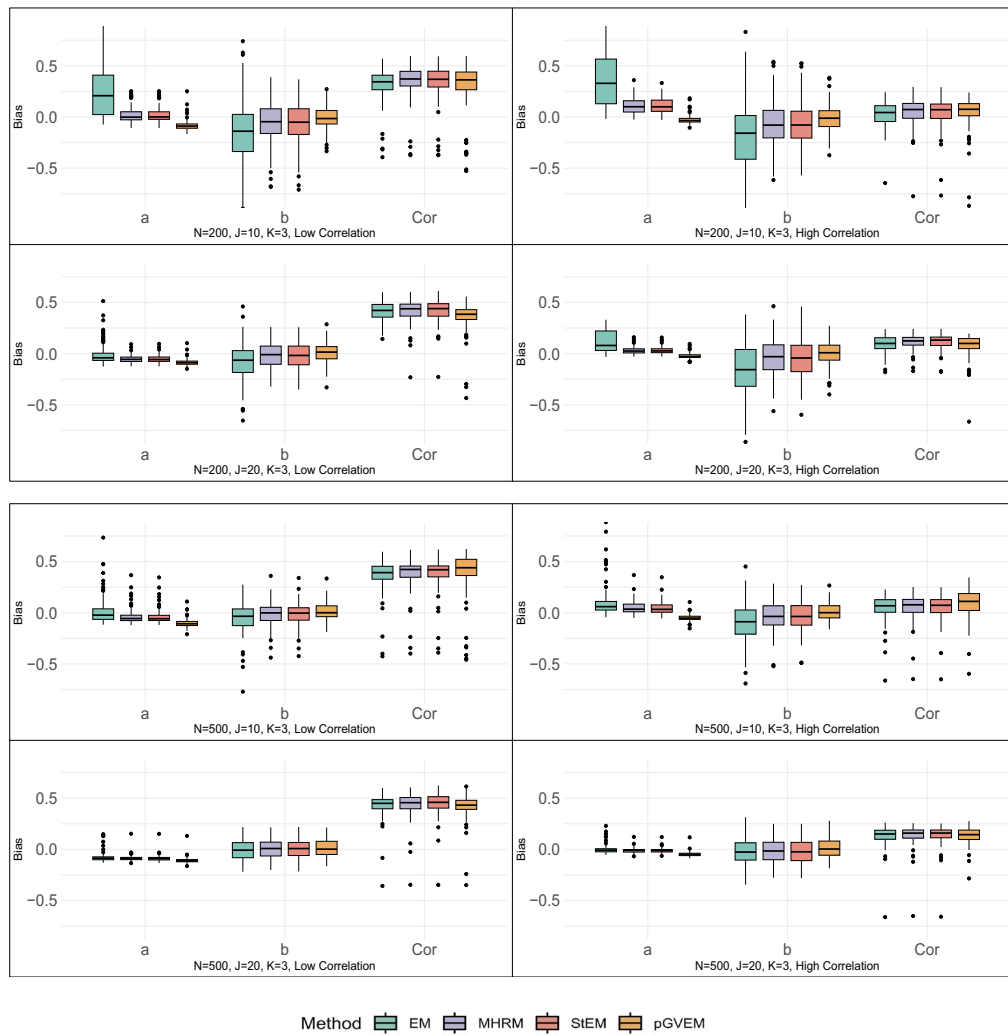 Bias
0.5
0.0
−0.5
a
b
Cor
N=200, J=10, K=3, Low Correlation
Bias
0.5
0.0
−0.5
a
b
Cor
N=200, J=10, K=3, High Correlation
Bias
0.5
0.0
−0.5
a
b
Cor
N=200, J=20, K=3, Low Correlation
Bias
0.5
0.0
−0.5
a
b
Cor
N=200, J=20, K=3, High Correlation
Bias
0.5
0.0
−0.5
a
b
Cor
N=500, J=10, K=3, Low Correlation
Bias
0.5
0.0
−0.5
a
b
Cor
N=500, J=10, K=3, High Correlation
Bias
0.5
0.0
−0.5
a
b
Cor
N=500, J=20, K=3, Low Correlation
Bias
0.5
0.0
−0.5
a
b
Cor
N=500, J=20, K=3, High Correlation
Method EM MHRM StEM pGVEM